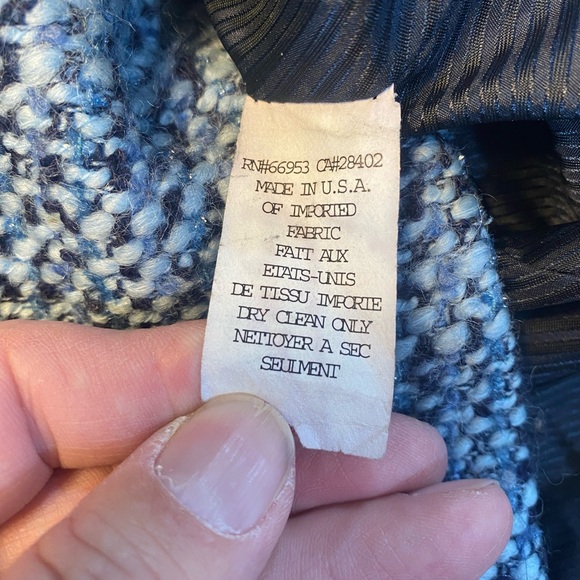 RN#66953 CA#28402
MADE IN U.S.A.
OF IMPORTED
FABRIC
FAIT AUX
ETATS-UNIS
DE TISSU IMPORTE
DRY CLEAN ONLY
NETTOYER A SEC
SEULMENT